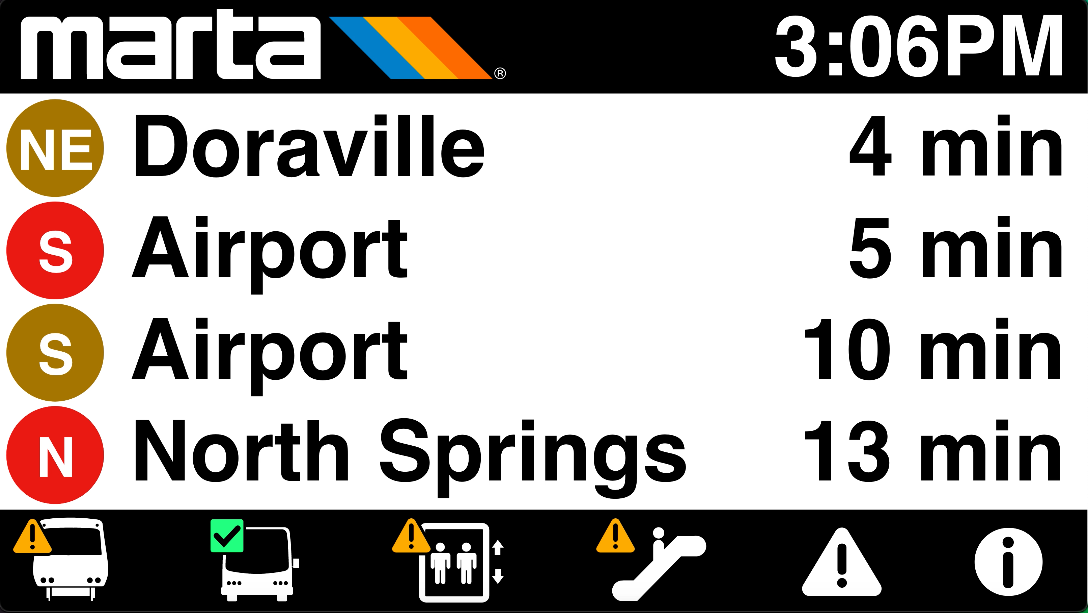 marta ® 3:06PM
NE Doraville 4 min
S Airport 5 min
S Airport 10 min
N North Springs 13 min